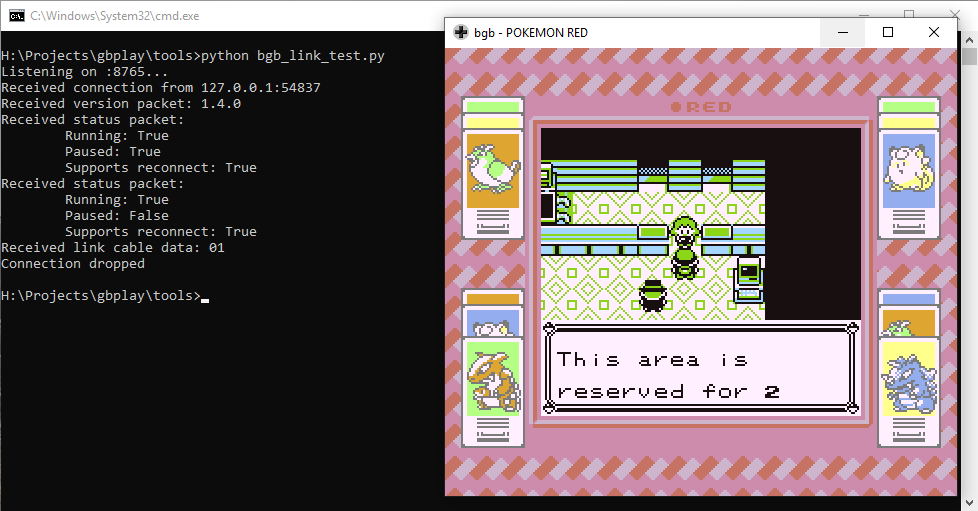 C:\Windows\System32\cmd.exe
H:\Projects\gbplay\tools>python bgb_link_test.py
Listening on :8765...
Received connection from 127.0.0.1:54837
Received version packet: 1.4.0
Received status packet:
Running: True
Paused: True
Supports reconnect: True
Received status packet:
Running: True
Paused: False
Supports reconnect: True
Received link cable data: 01
Connection dropped
H:\Projects\gbplay\tools>
bgb - POKEMON RED
RED
This area is
reserved for 2